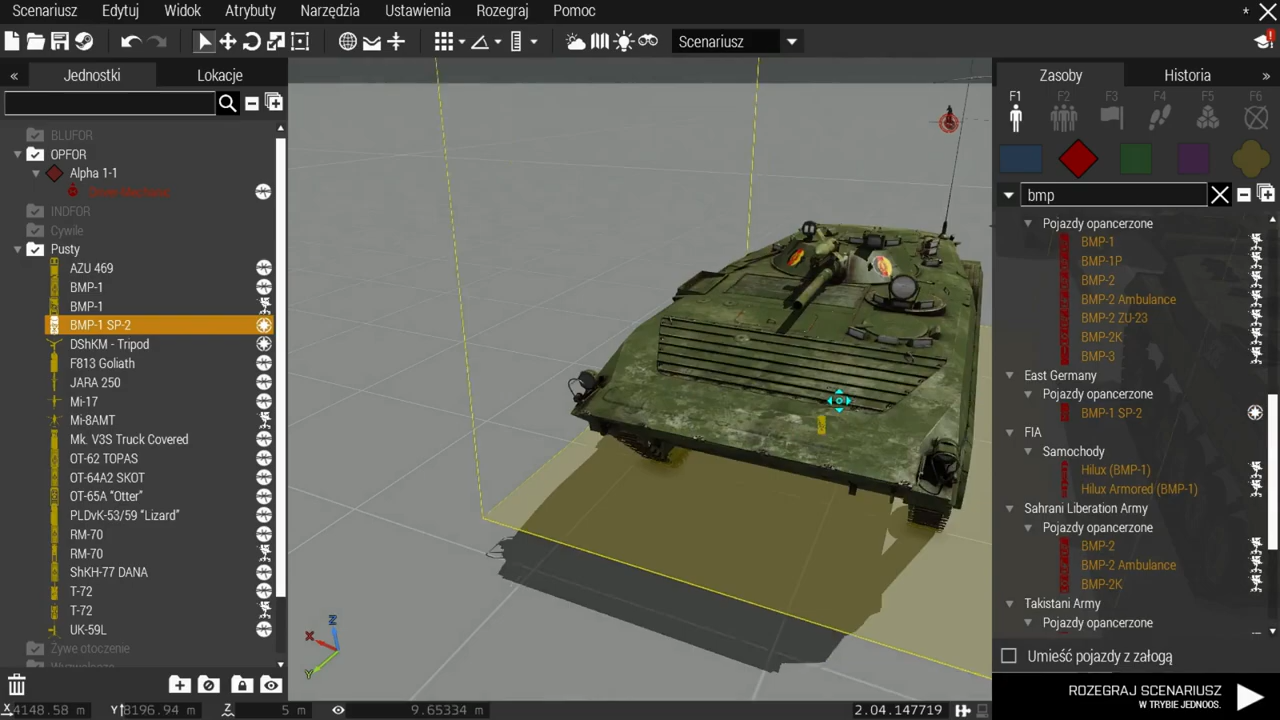 Scenariusz Edytuj Widok Atrybuty Narzędzia Ustawienia Rozegraj Pomoc *
Scenariusz
« Jednostki Lokacje
Zasoby Historia »
F1 F2 F3 F4 F5 F6
bmp
BLUFOR
OPFOR
Alpha 1-1
INDFOR
Cywile
Pusty
AZU 469
BMP-1
BMP-1
BMP-1 SP-2
DShKM - Tripod
F813 Goliath
JARA 250
Mi-17
Mi-8AMT
Mk. V3S Truck Covered
OT-62 TOPAS
OT-64A2 SKOT
OT-65A "Otter"
PLDvK-53/59 "Lizard"
RM-70
RM-70
ShKH-77 DANA
T-72
T-72
UK-59L
Żywe otoczenie
Pojazdy opancerzone
BMP-1
BMP-1P
BMP-2
BMP-2 Ambulance
BMP-2 ZU-23
BMP-2K
BMP-3
East Germany
Pojazdy opancerzone
BMP-1 SP-2
FIA
Samochody
Hilux (BMP-1)
Hilux Armored (BMP-1)
Sahrani Liberation Army
Pojazdy opancerzone
BMP-2
BMP-2 Ambulance
BMP-2K
Takistani Army
Pojazdy opancerzone
Umieść pojazdy z załogą
X Y Z
ROZEGRAJ SCENARIUSZ
W TRYBIE JEDNOOS.
X 4148.58 m Y 8196.94 m Z 5 m 9.65334 m 2.04.147719